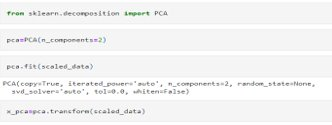 from sklearn.decomposition import PCA
pca=PCA(n_components=2)
pca.fit(scaled_data)
PCA(copy=True, iterated_power='auto', n_components=2, random_state=None,
svd_solver='auto', tol=0.0, whiten=False)
x_pca=pca.transform(scaled_data)